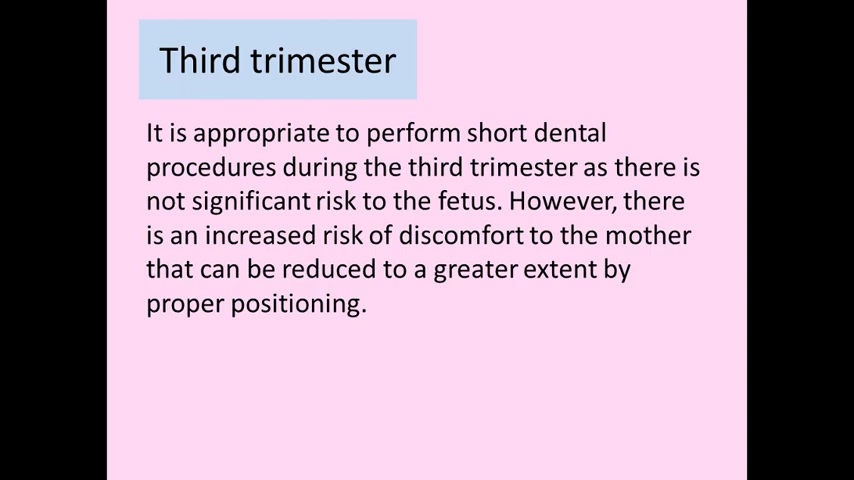 Third trimester
It is appropriate to perform short dental
procedures during the third trimester as there is
not significant risk to the fetus. However, there
is an increased risk of discomfort to the mother
that can be reduced to a greater extent by
proper positioning.